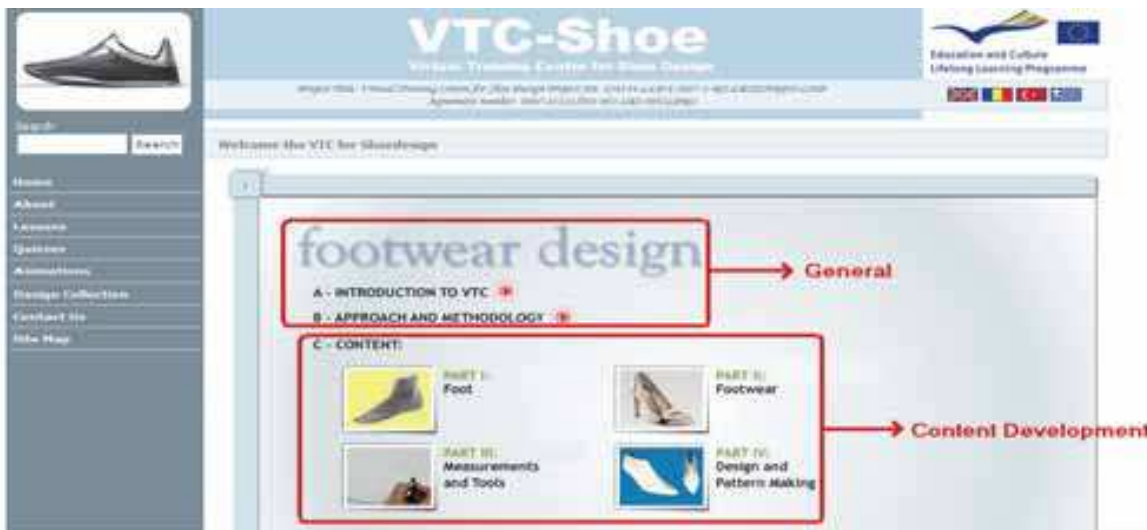 VTC-Shoe
Virtual Training Centre for Shoe Design
Education and Culture
Lifelong Learning Programme
Search
Search
Welcome the VTC for Shoedesign
Home
About
Lessons
Quizzes
Animations
Design Collection
Contact Us
Site Map
footwear design
General
A - INTRODUCTION TO VTC
B - APPROACH AND METHODOLOGY
C - CONTENT:
PART I:
Foot
PART II:
Footwear
Content Development
PART III:
Measurements
and Tools
PART IV:
Design and
Pattern Making